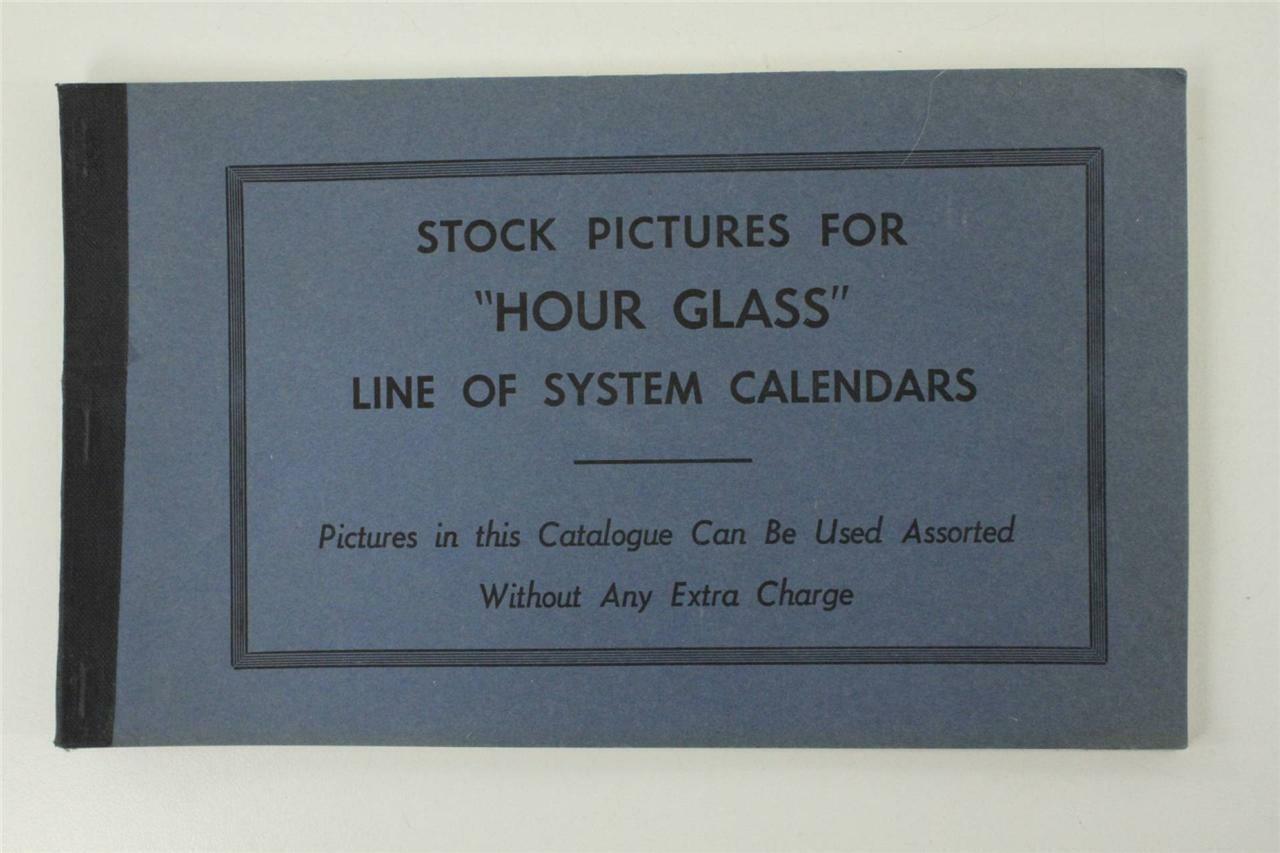 STOCK PICTURES FOR
"HOUR GLASS"
LINE OF SYSTEM CALENDARS
Pictures in this Catalogue Can Be Used Assorted
Without Any Extra Charge